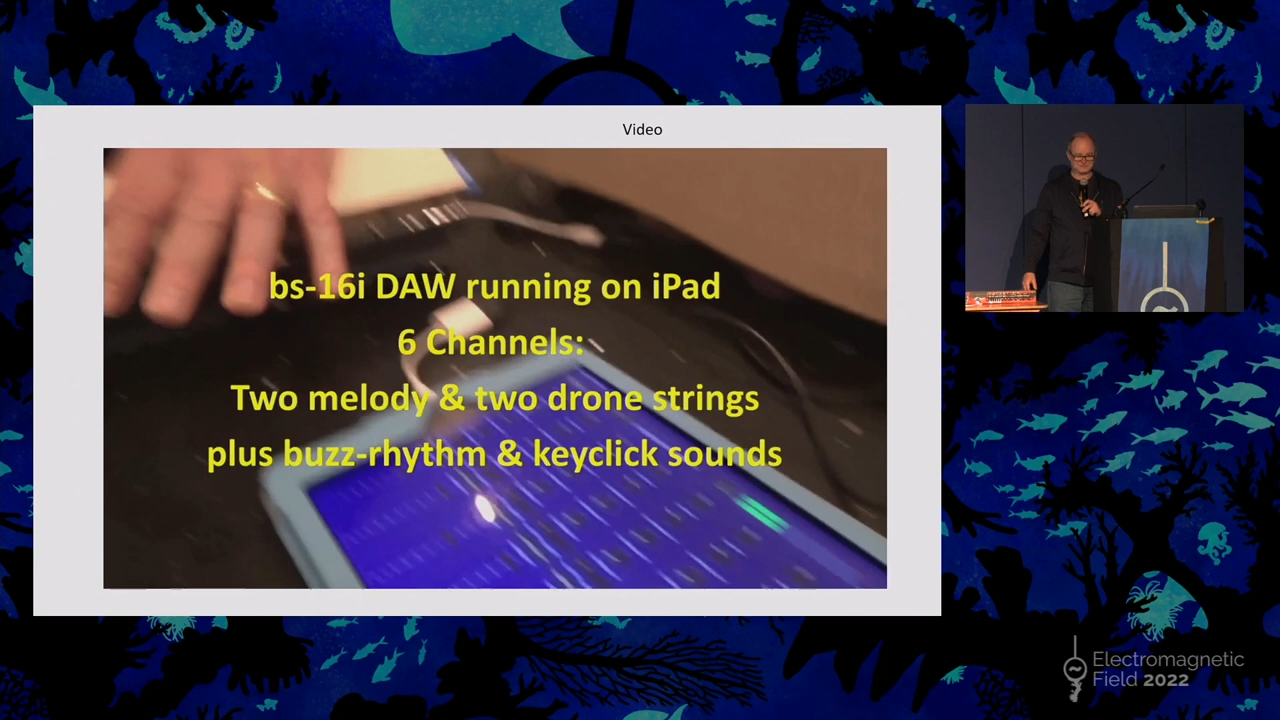 Video
bs-16i DAW running on iPad
6 Channels:
Two melody & two drone strings
plus buzz-rhythm & keyclick sounds
Electromagnetic
Field 2022